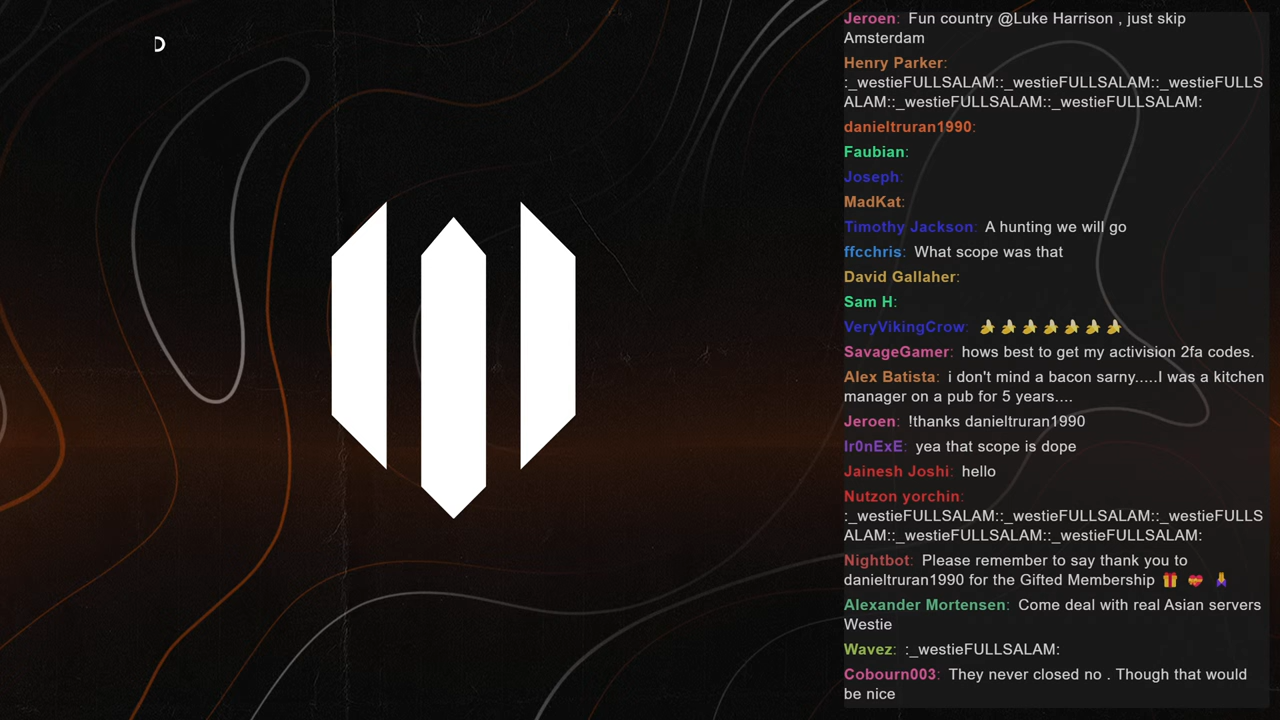 D
Jeroen: Fun country @Luke Harrison , just skip
Amsterdam
Henry Parker:
:_westieFULLSALAM::_westieFULLSALAM::_westieFULLS
ALAM::_westieFULLSALAM::_westieFULLSALAM:
danieltruran1990:
Faubian:
Joseph:
MadKat:
Timothy Jackson: A hunting we will go
ffcchris: What scope was that
David Gallaher:
Sam H:
VeryVikingCrow: 🍌🍌🍌🍌🍌🍌🍌
SavageGamer: hows best to get my activision 2fa codes.
Alex Batista: i don't mind a bacon sarny.....I was a kitchen
manager on a pub for 5 years....
Jeroen: !thanks danieltruran1990
Ir0nExE: yea that scope is dope
Jainesh Joshi: hello
Nutzon yorchin:
:_westieFULLSALAM::_westieFULLSALAM::_westieFULLS
ALAM::_westieFULLSALAM::_westieFULLSALAM:
Nightbot: Please remember to say thank you to
danieltruran1990 for the Gifted Membership 🎁 💝 🙏
Alexander Mortensen: Come deal with real Asian servers
Westie
Wavez: :_westieFULLSALAM:
Cobourn003: They never closed no . Though that would
be nice